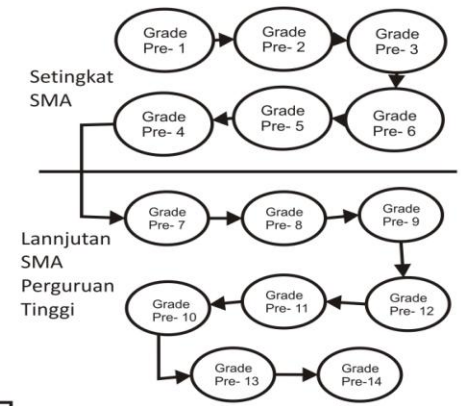 Grade
Pre- 1
Grade
Pre- 2
Grade
Pre- 3
Setingkat
SMA
Grade
Pre- 4
Grade
Pre- 5
Grade
Pre- 6
Lannjutan
SMA
Perguruan
Tinggi
Grade
Pre- 7
Grade
Pre- 8
Grade
Pre- 9
Grade
Pre- 10
Grade
Pre- 11
Grade
Pre- 12
Grade
Pre- 13
Grade
Pre-14